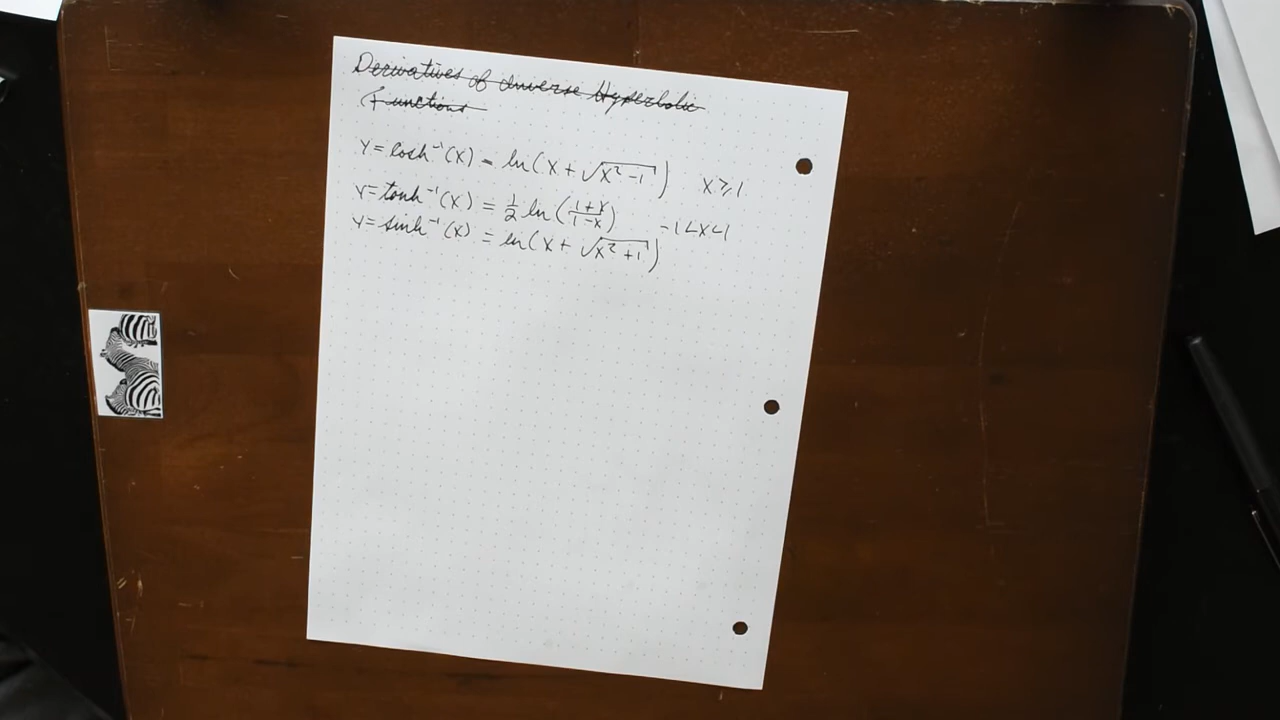 Derivatives of Inverse Hyperbolic
Functions
y = cosh⁻¹(x) = ln(x + √(x² - 1)) x ≥ 1
y = tanh⁻¹(x) = 1/2 ln((1+x)/(1-x)) -1 < x < 1
y = sinh⁻¹(x) = ln(x + √(x² + 1))